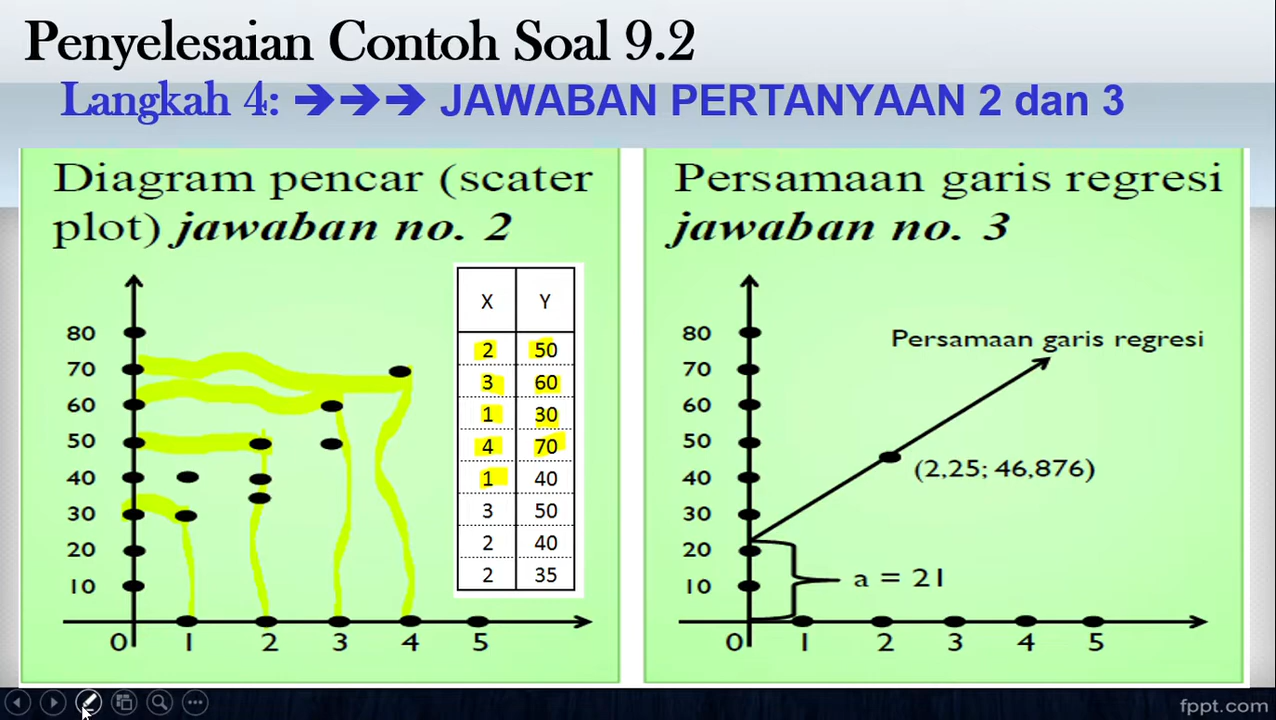 Penyelesaian Contoh Soal 9.2
Langkah 4: ➔➔➔ JAWABAN PERTANYAAN 2 dan 3
Diagram pencar (scater
plot) jawaban no. 2
80
70
60
50
40
30
20
10
0 1 2 3 4 5
X Y
2 50
3 60
1 30
4 70
1 40
3 50
2 40
2 35
Persamaan garis regresi
jawaban no. 3
Persamaan garis regresi
80
70
60
50
40
30
20
10
(2,25; 46,876)
a = 21
0 1 2 3 4 5
fppt.com